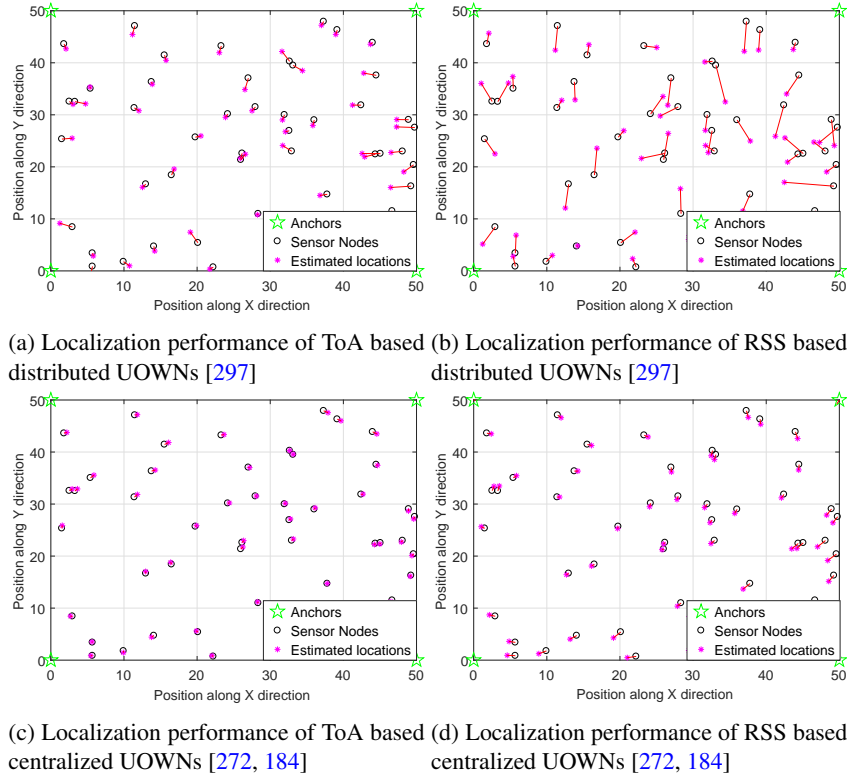 50
40
30
20
10
0
Position along Y direction
0 10 20 30 40 50
Position along X direction
Anchors
Sensor Nodes
Estimated locations
50
40
30
20
10
0
Position along Y direction
0 10 20 30 40 50
Position along X direction
Anchors
Sensor Nodes
Estimated locations
(a) Localization performance of ToA based
distributed UOWNs [297]
(b) Localization performance of RSS based
distributed UOWNs [297]
50
40
30
20
10
0
Position along Y direction
0 10 20 30 40 50
Position along X direction
Anchors
Sensor Nodes
Estimated locations
50
40
30
20
10
0
Position along Y direction
0 10 20 30 40 50
Position along X direction
Anchors
Sensor Nodes
Estimated locations
(c) Localization performance of ToA based
centralized UOWNs [272, 184]
(d) Localization performance of RSS based
centralized UOWNs [272, 184]